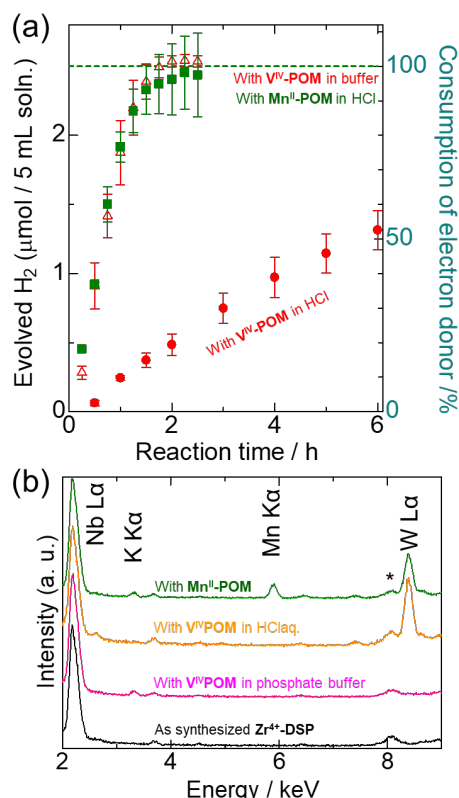 (a)
Evolved H₂ (μmol / 5 mL soln.)
2
1
0
100
50
0
Consumption of electron donor /%
With Vᴵⱽ-POM in buffer
With Mnᴵᴵ-POM in HCl
With Vᴵⱽ-POM in HCl
0 2 4 6
Reaction time / h
(b)
Intensity (a. u.)
Nb Lα
K Kα
Mn Kα
W Lα
*
With Mnᴵᴵ-POM
With VᴵⱽPOM in HClaq.
With VᴵⱽPOM in phosphate buffer
As synthesized Zr⁴⁺-DSP
2 4 6 8
Energy / keV